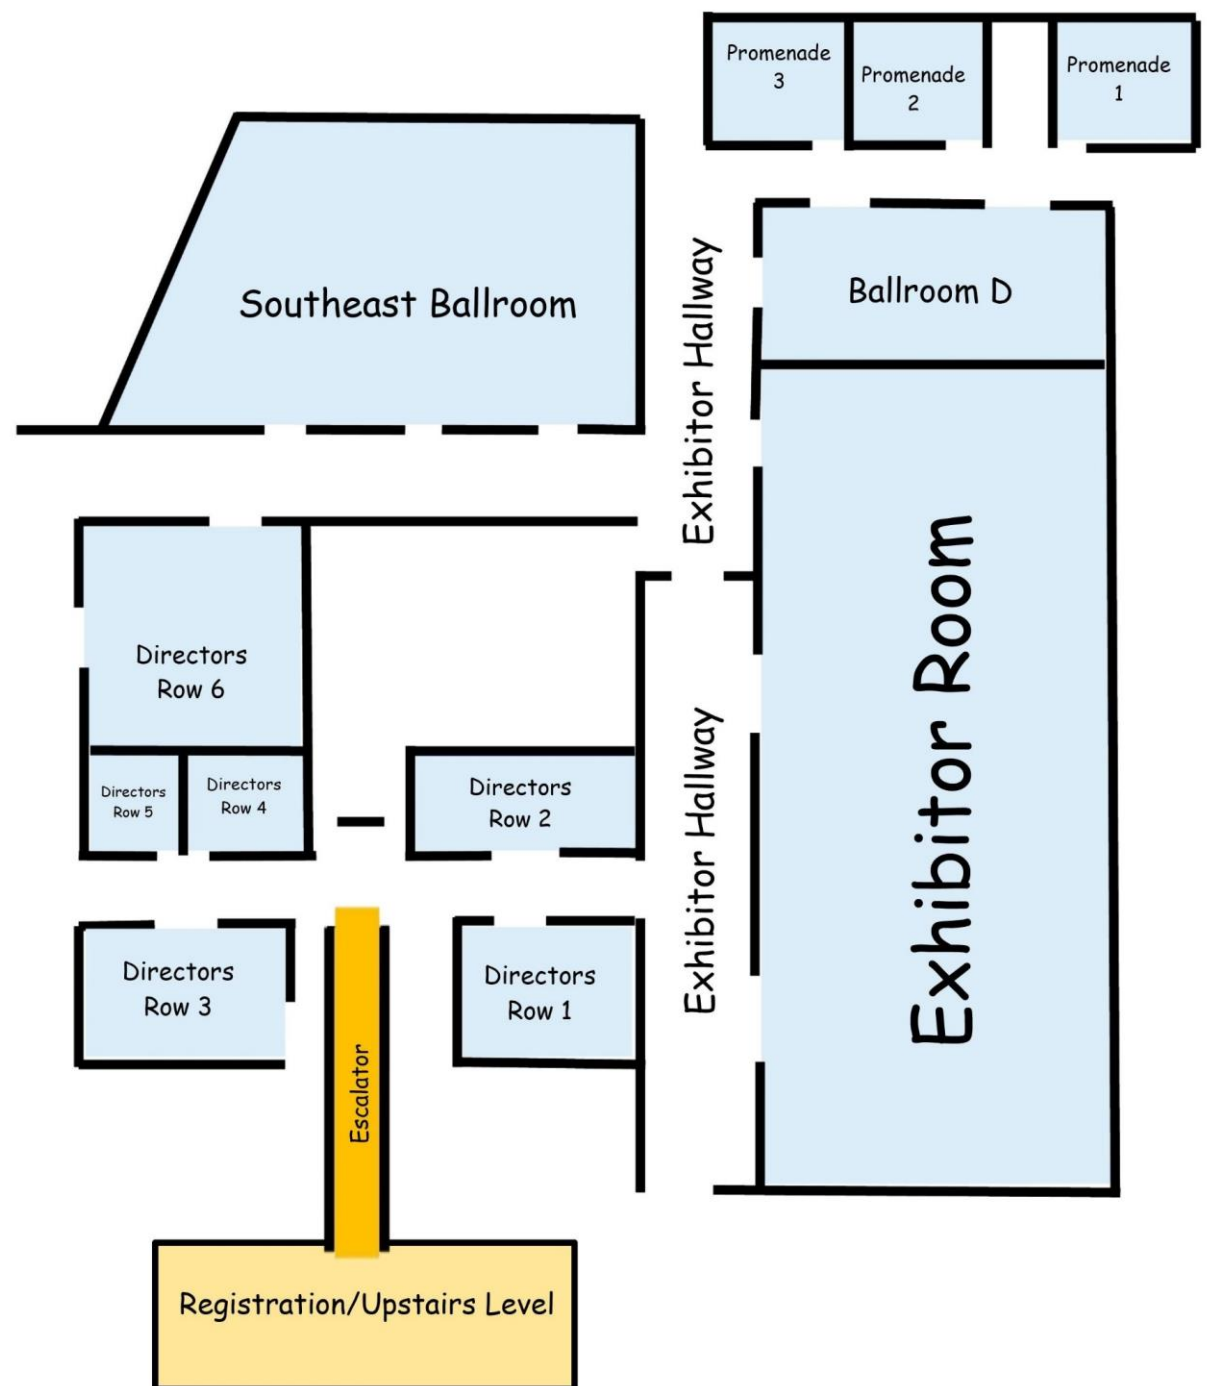 Promenade
3
Promenade
2
Promenade
1
Southeast Ballroom
Exhibitor Hallway
Ballroom D
Directors
Row 6
Exhibitor Room
Directors
Row 5
Directors
Row 4
Directors
Row 2
Exhibitor Hallway
Directors
Row 3
Directors
Row 1
Escalator
Registration/Upstairs Level